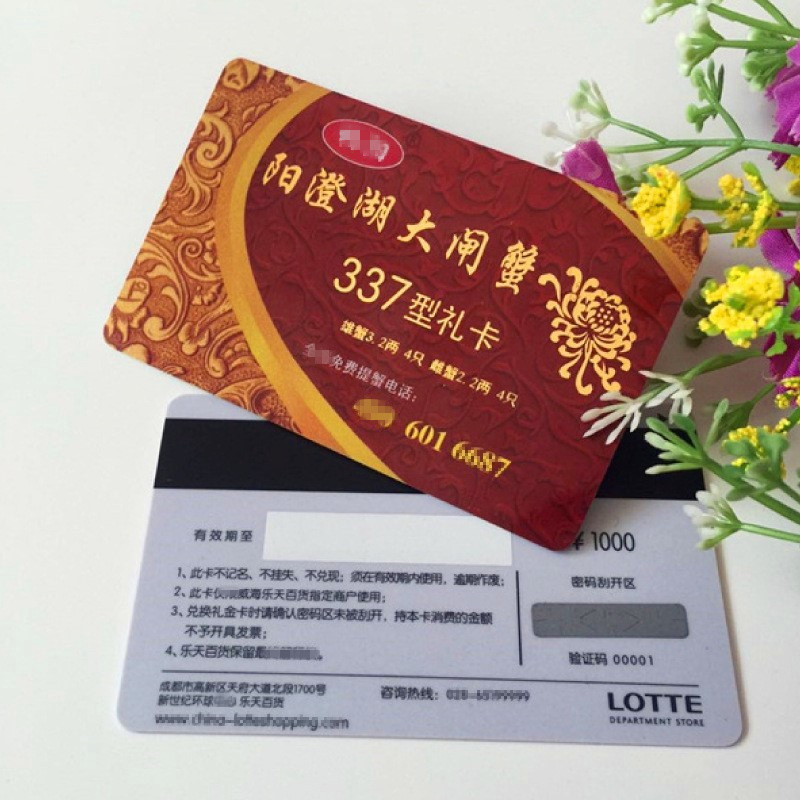 阳澄湖大闸蟹
337型礼卡
雄蟹3.2两 4只 雌蟹2.2两 4只
免费提蟹电话:
601 6687
有效期至
¥ 1000
1、此卡不记名、不挂失、不兑现;须在有效期内使用,逾期作废;
2、此卡仅威海乐天百货指定商户使用;
3、兑换礼金卡时请确认密码区未被刮开,持本卡消费的金额
不予开具发票;
4、乐天百货保留最
密码刮开区
验证码 00001
成都市高新区天府大道北段1700号
新世纪环球 乐天百货
咨询热线:028-65199999
www.china-lotteshopping.com
LOTTE
DEPARTMENT STORE